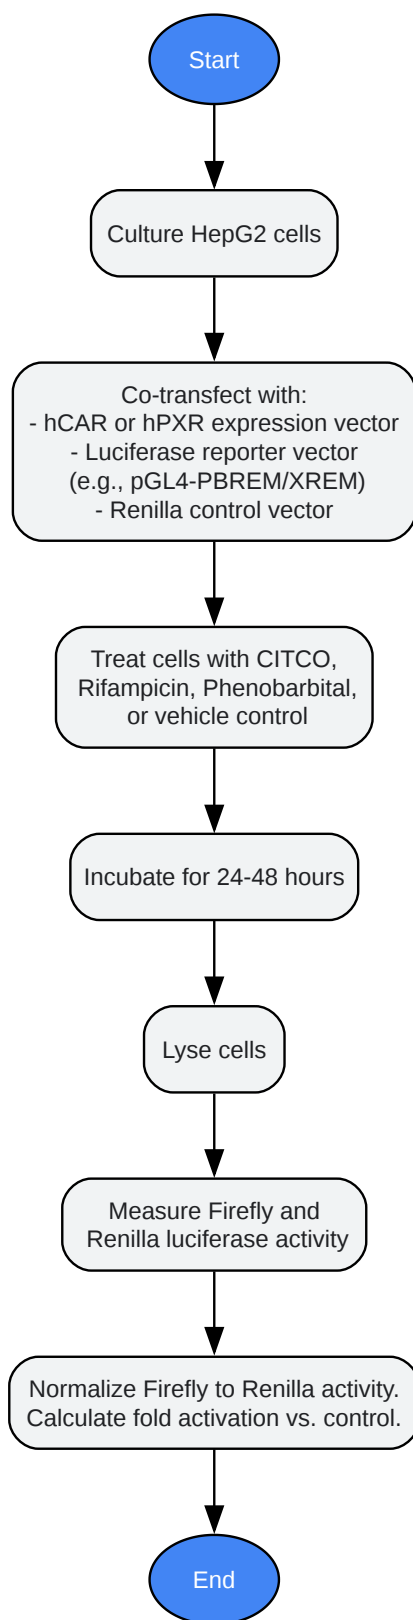 Start
Culture HepG2 cells
Co-transfect with:
- hCAR or hPXR expression vector
- Luciferase reporter vector
(e.g., pGL4-PBREM/XREM)
- Renilla control vector
Treat cells with CITCO,
Rifampicin, Phenobarbital,
or vehicle control
Incubate for 24-48 hours
Lyse cells
Measure Firefly and
Renilla luciferase activity
Normalize Firefly to Renilla activity.
Calculate fold activation vs. control.
End